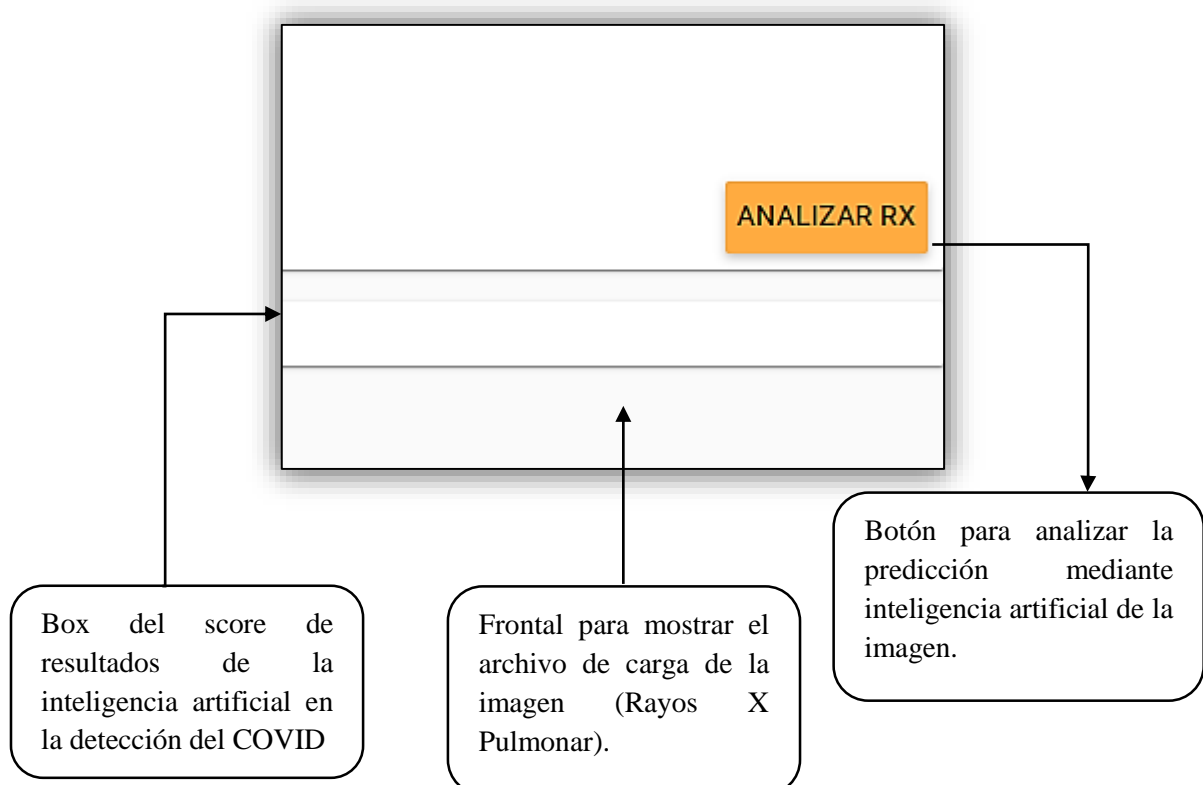 ANALIZAR RX
Box del score de
resultados de la
inteligencia artificial en
la detección del COVID
Frontal para mostrar el
archivo de carga de la
imagen (Rayos X
Pulmonar).
Botón para analizar la
predicción mediante
inteligencia artificial de la
imagen.